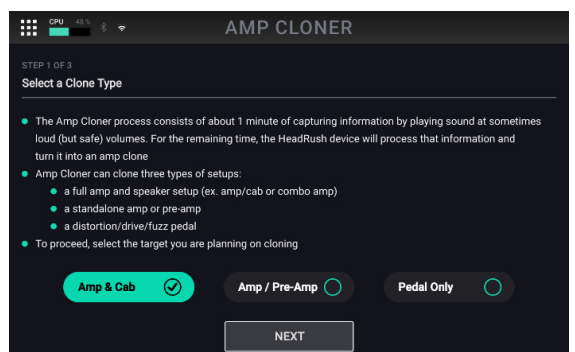 CPU 48 %
AMP CLONER
STEP 1 OF 3
Select a Clone Type
The Amp Cloner process consists of about 1 minute of capturing information by playing sound at sometimes
loud (but safe) volumes. For the remaining time, the HeadRush device will process that information and
turn it into an amp clone
Amp Cloner can clone three types of setups:
a full amp and speaker setup (ex. amp/cab or combo amp)
a standalone amp or pre-amp
a distortion/drive/fuzz pedal
To proceed, select the target you are planning on cloning
Amp & Cab
Amp / Pre-Amp
Pedal Only
NEXT